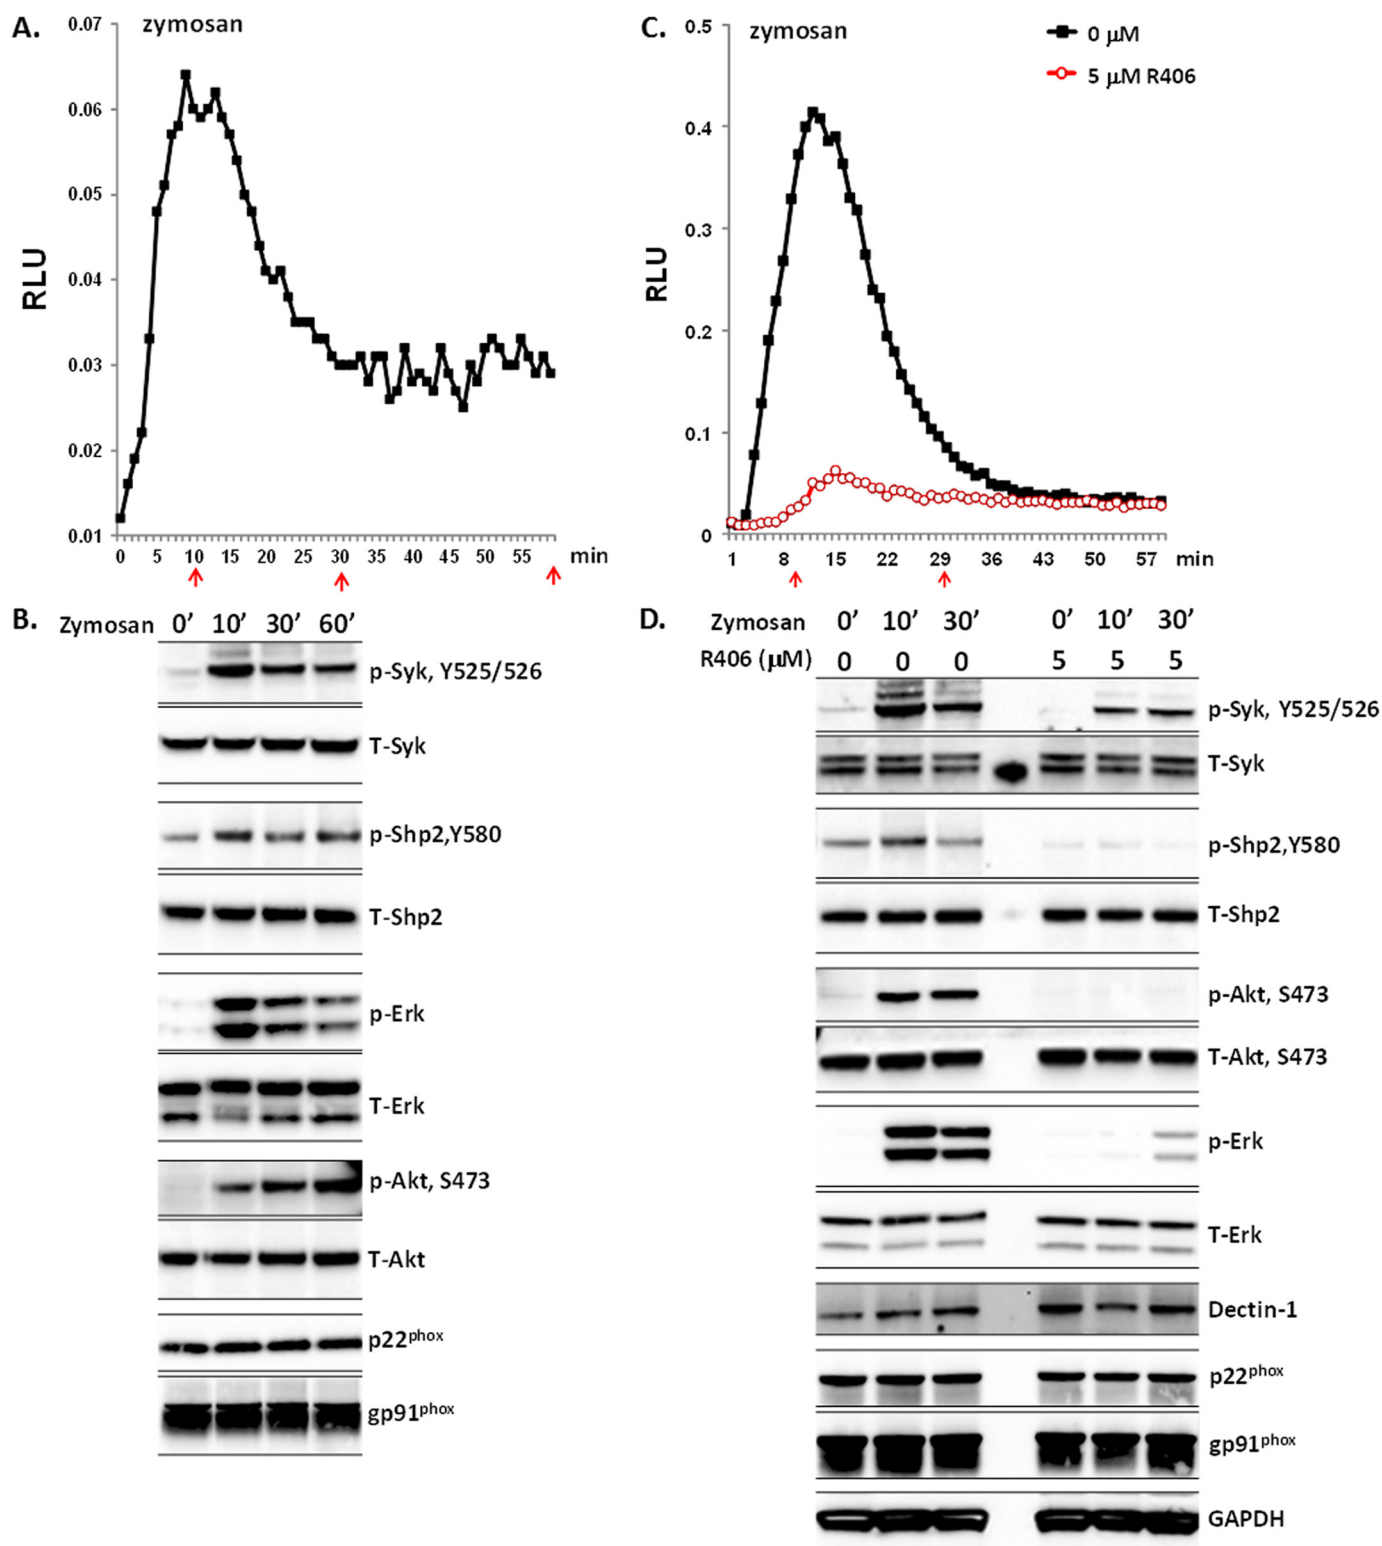 A.
zymosan
0.07
0.06
0.05
0.04
0.03
0.02
0.01
RLU
0 5 10 15 20 25 30 35 40 45 50 55 min
C.
zymosan
0 µM
5 µM R406
0.5
0.4
0.3
0.2
0.1
0
RLU
1 8 15 22 29 36 43 50 57 min
B.
Zymosan 0’ 10’ 30’ 60’
p-Syk, Y525/526
T-Syk
p-Shp2,Y580
T-Shp2
p-Erk
T-Erk
p-Akt, S473
T-Akt
p22phox
gp91phox
D.
Zymosan 0’ 10’ 30’ 0’ 10’ 30’
R406 (µM) 0 0 0 5 5 5
p-Syk, Y525/526
T-Syk
p-Shp2,Y580
T-Shp2
p-Akt, S473
T-Akt, S473
p-Erk
T-Erk
Dectin-1
p22phox
gp91phox
GAPDH